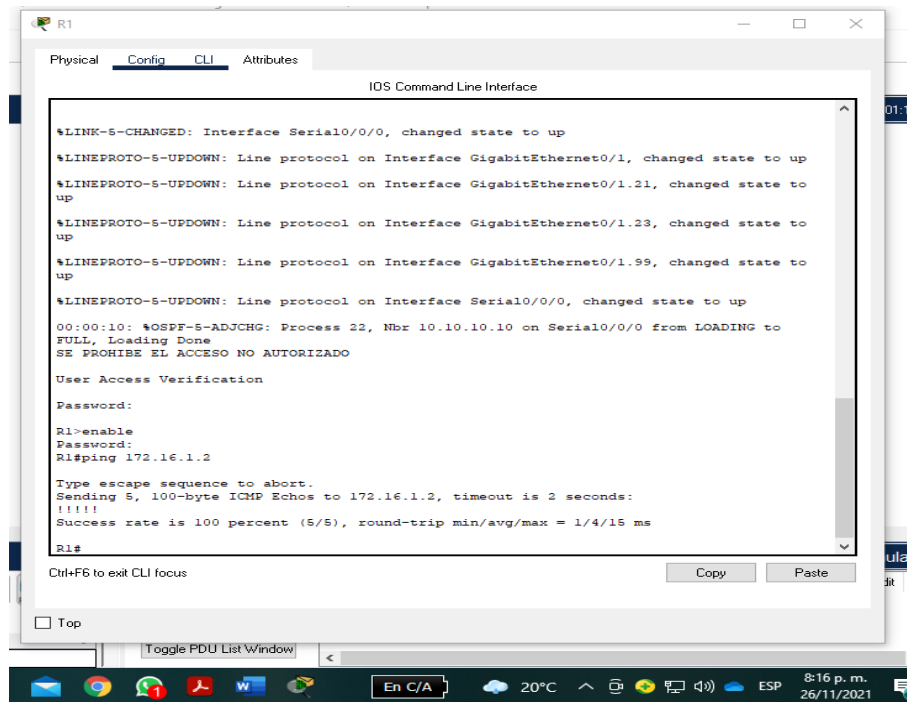 R1
Physical Config CLI Attributes
IOS Command Line Interface
01:1
%LINK-5-CHANGED: Interface Serial0/0/0, changed state to up
%LINEPROTO-5-UPDOWN: Line protocol on Interface GigabitEthernet0/1, changed state to up
%LINEPROTO-5-UPDOWN: Line protocol on Interface GigabitEthernet0/1.21, changed state to
up
%LINEPROTO-5-UPDOWN: Line protocol on Interface GigabitEthernet0/1.23, changed state to
up
%LINEPROTO-5-UPDOWN: Line protocol on Interface GigabitEthernet0/1.99, changed state to
up
%LINEPROTO-5-UPDOWN: Line protocol on Interface Serial0/0/0, changed state to up
00:00:10: %OSPF-5-ADJCHG: Process 22, Nbr 10.10.10.10 on Serial0/0/0 from LOADING to
FULL, Loading Done
SE PROHIBE EL ACCESO NO AUTORIZADO
User Access Verification
Password:
R1>enable
Password:
R1#ping 172.16.1.2
Type escape sequence to abort.
Sending 5, 100-byte ICMP Echos to 172.16.1.2, timeout is 2 seconds:
!!!!!
Success rate is 100 percent (5/5), round-trip min/avg/max = 1/4/15 ms
R1#
ula
Ctrl+F6 to exit CLI focus
Copy Paste
dit
Top
Toggle PDU List Window
En C/A
20°C
ESP
8:16 p. m.
26/11/2021